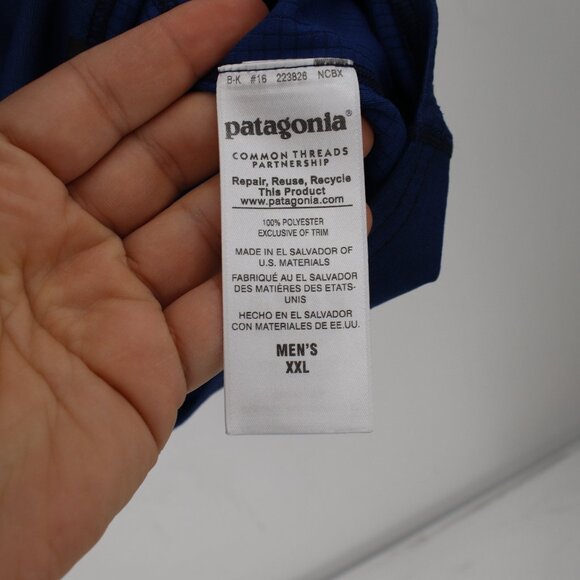 B-K #16 223826 NCBX
patagonia®
COMMON THREADS
PARTNERSHIP
Repair, Reuse, Recycle
This Product
www.patagonia.com
100% POLYESTER
EXCLUSIVE OF TRIM
MADE IN EL SALVADOR OF
U.S. MATERIALS
FABRIQUÉ AU EL SALVADOR
DES MATIÈRES DES ETATS-
UNIS
HECHO EN EL SALVADOR
CON MATERIALES DE EE.UU.
MEN'S
XXL